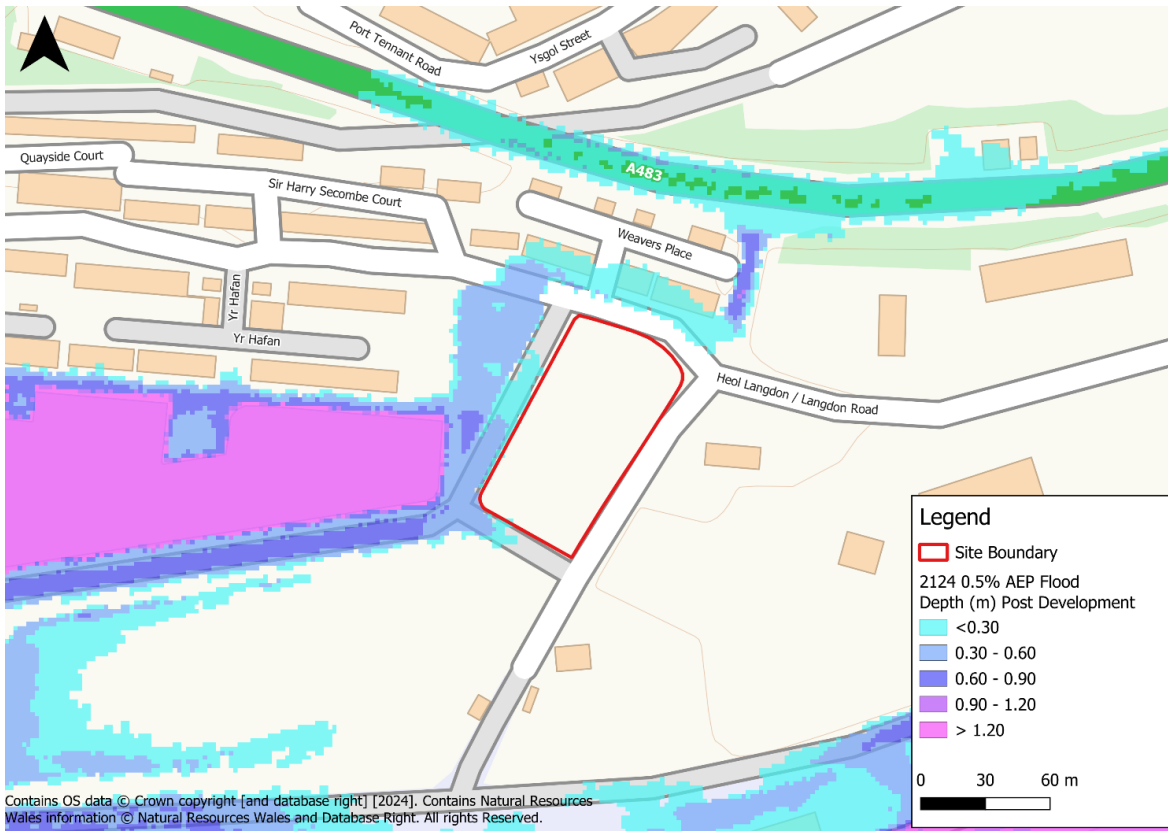 Port Tennant Road
Ysgol Street
Quayside Court
Sir Harry Secombe Court
A483
Weavers Place
Yr Hafan
Yr Hafan
Heol Langdon / Langdon Road
Legend
Site Boundary
2124 0.5% AEP Flood
Depth (m) Post Development
<0.30
0.30 - 0.60
0.60 - 0.90
0.90 - 1.20
> 1.20
0 30 60 m
Contains OS data © Crown copyright [and database right] [2024]. Contains Natural Resources
Wales information © Natural Resources Wales and Database Right. All rights Reserved.